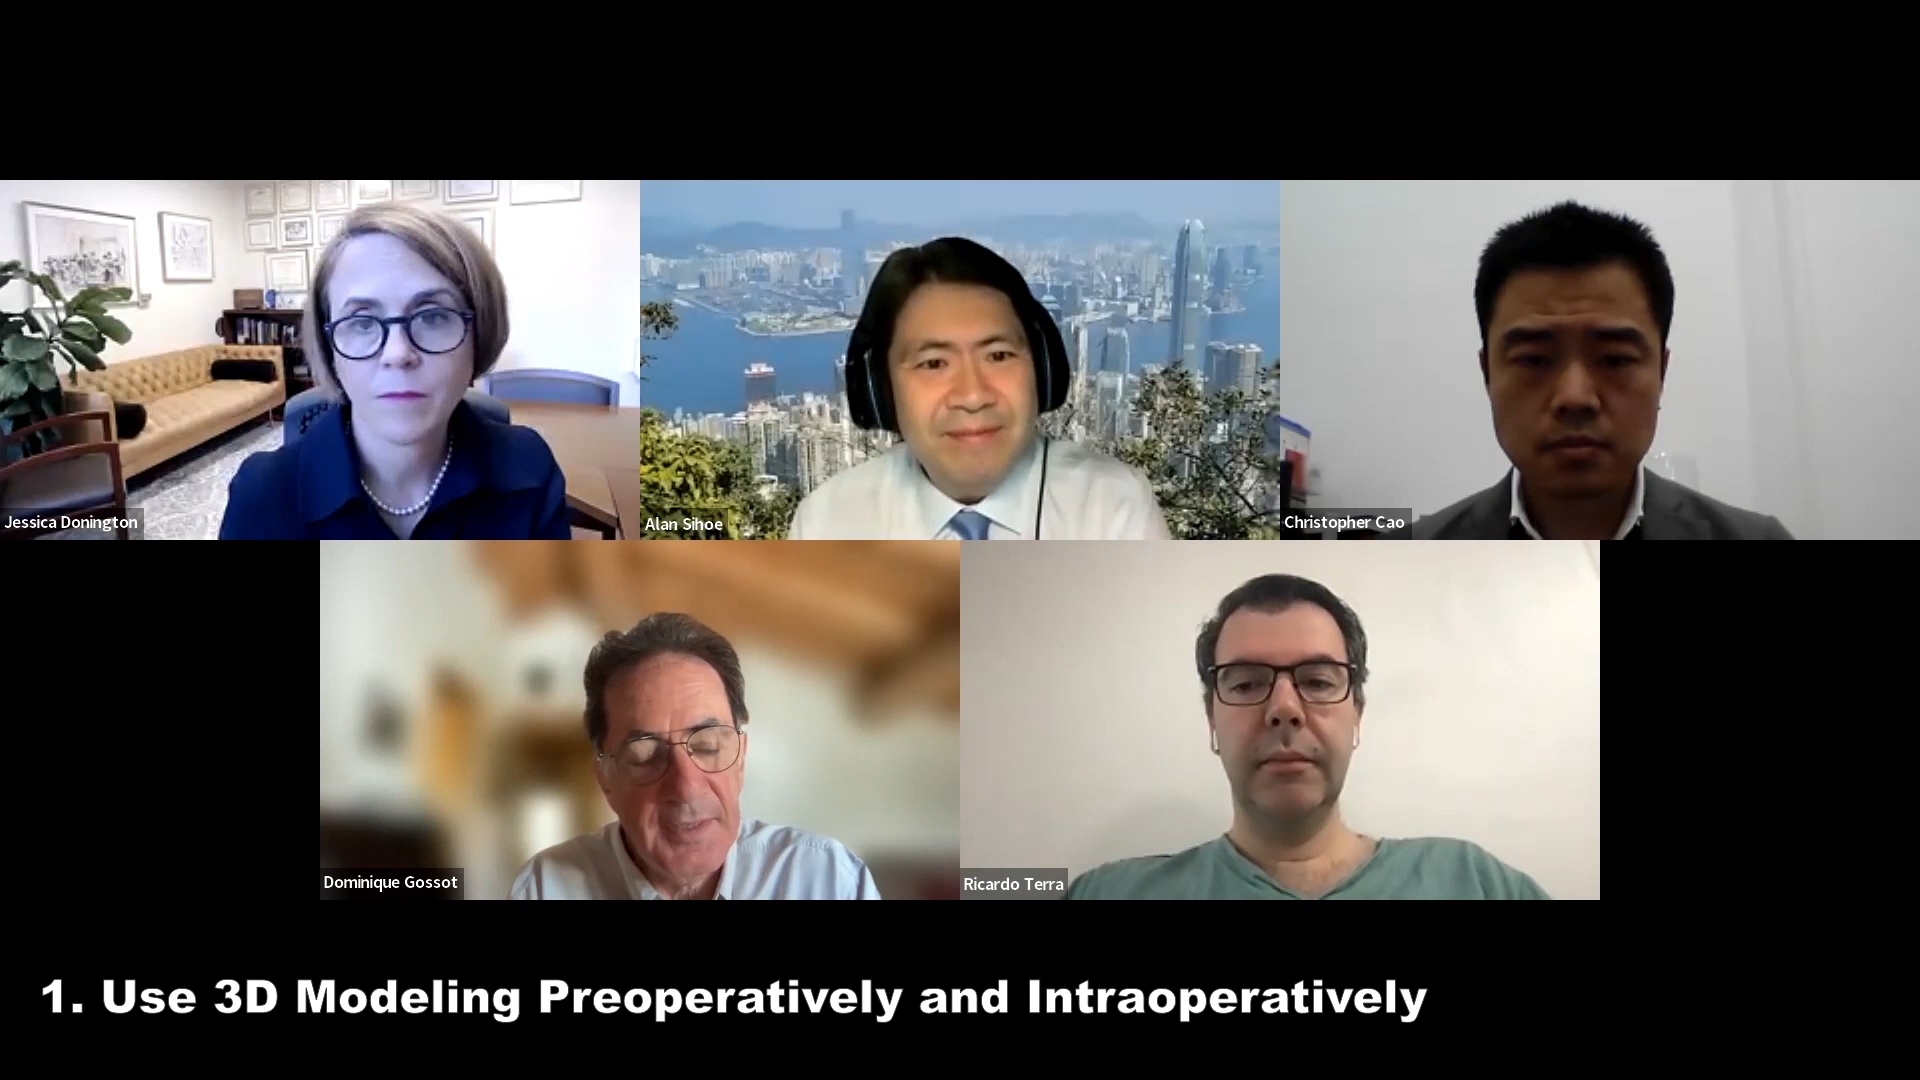 Jessica Donington
Alan Sihoe
Christopher Cao
Dominique Gossot
Ricardo Terra
1. Use 3D Modeling Preoperatively and Intraoperatively